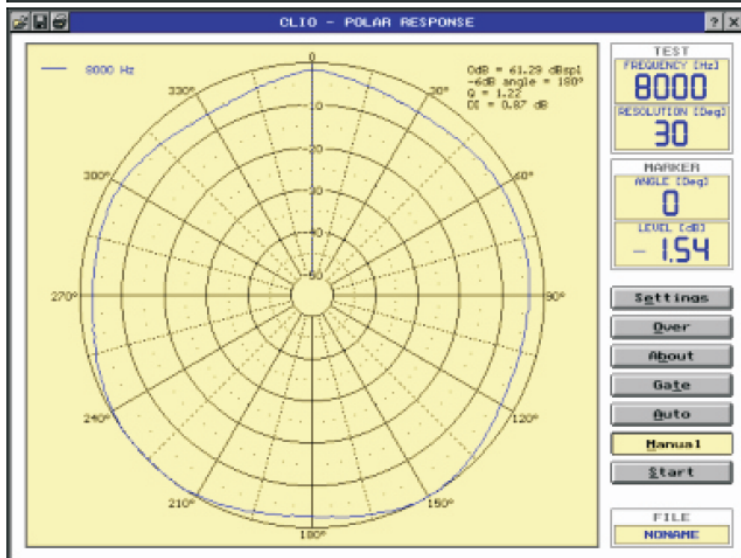 CLIO - POLAR RESPONSE
? X
8000 Hz
0dB = 61.29 dBspl
-6dB angle = 180°
Q = 1.22
DI = 0.87 dB
0
330°
30°
-10
-20
300°
60°
-30
-40
-50
270°
90°
240°
120°
210°
150°
180°
TEST
FREQUENCY [Hz]
8000
RESOLUTION [Deg]
30
MARKER
ANGLE [Deg]
0
LEVEL [dB]
- 1.54
Settings
Over
About
Gate
Auto
Manual
Start
FILE
NONAME